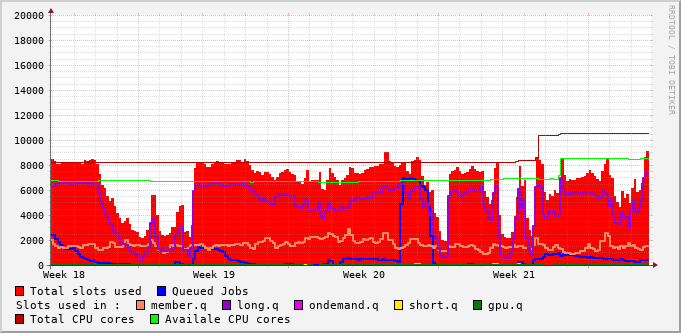 RRDTOOL / TOBI OETIKER
20000
18000
16000
14000
12000
10000
8000
6000
4000
2000
0
Week 18 Week 19 Week 20 Week 21
Total slots used Queued Jobs
Slots used in : member.q long.q ondemand.q short.q gpu.q
Total CPU cores Availale CPU cores